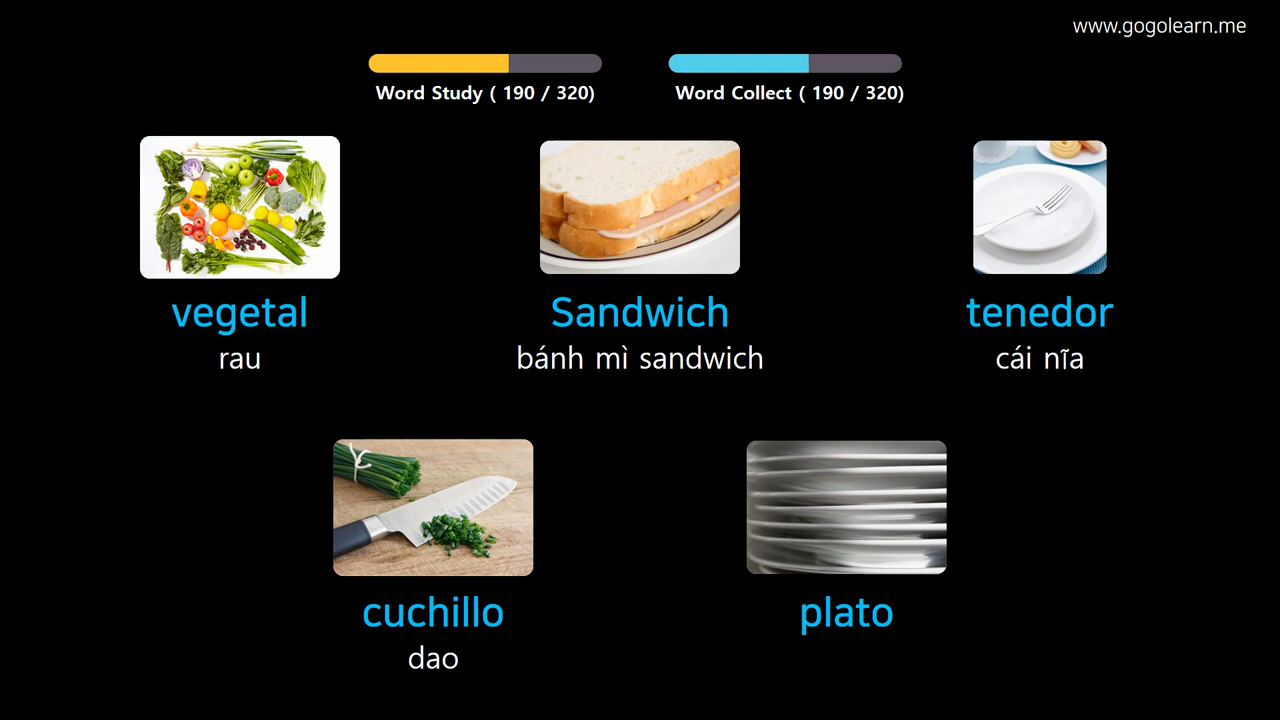 www.gogolearn.me
Word Study ( 190 / 320)
Word Collect ( 190 / 320)
vegetal
rau
Sandwich
bánh mì sandwich
tenedor
cái nĩa
cuchillo
dao
plato